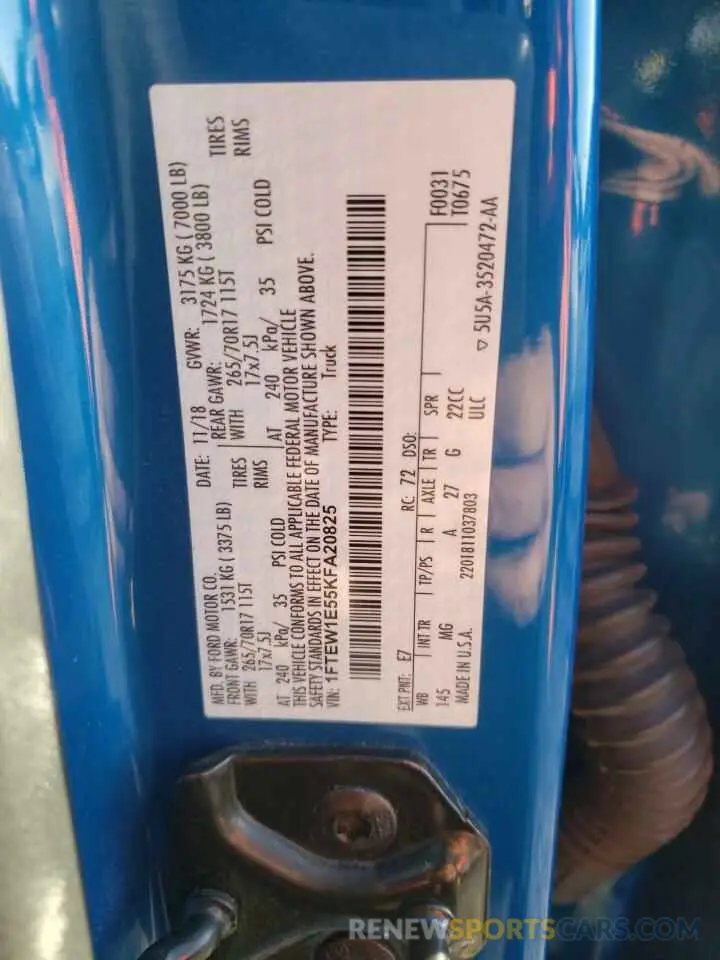 MFD. BY FORD MOTOR CO.
DATE: 11/18 GVWR: 3175 KG ( 7000 LB)
FRONT GAWR: 1531 KG ( 3375 LB) REAR GAWR: 1724 KG ( 3800 LB)
WITH 265/70R17 115T TIRES WITH 265/70R17 115T TIRES
17x7.5J RIMS 17x7.5J RIMS
AT 240 kPa/ 35 PSI COLD AT 240 kPa/ 35 PSI COLD
THIS VEHICLE CONFORMS TO ALL APPLICABLE FEDERAL MOTOR VEHICLE
SAFETY STANDARDS IN EFFECT ON THE DATE OF MANUFACTURE SHOWN ABOVE.
VIN: 1FTEW1E55KFA20825 TYPE: Truck
EXT PNT: E7 RC: 72 DSO: F0031
WB INT TR TP/PS R AXLE TR SPR T0675
145 MG A 27 G 22CC
ULC
MADE IN U.S.A. 2201811037803 ▽ 5U5A-3520472-AA
RENEWSPORTSCARS.COM